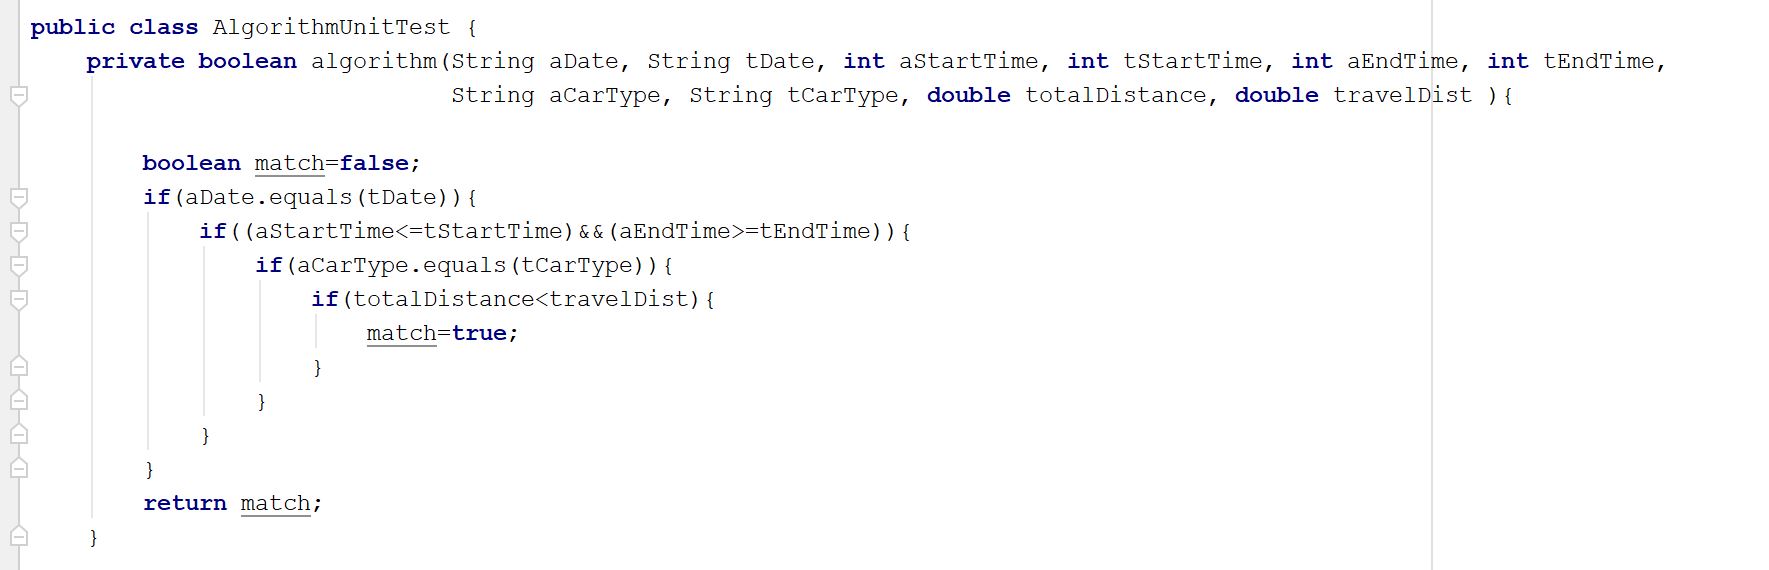 public class AlgorithmUnitTest {
    private boolean algorithm(String aDate, String tDate, int aStartTime, int tStartTime, int aEndTime, int tEndTime,
                              String aCarType, String tCarType, double totalDistance, double travelDist ){
        boolean match=false;
        if(aDate.equals(tDate)){
            if((aStartTime<=tStartTime)&&(aEndTime>=tEndTime)){
                if(aCarType.equals(tCarType)){
                    if(totalDistance<travelDist){
                        match=true;
                    }
                }
            }
        }
        return match;
    }